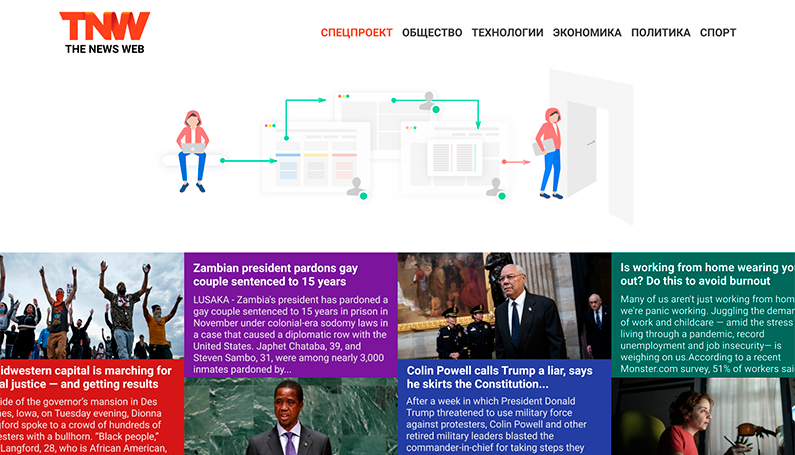 TNW
THE NEWS WEB
СПЕЦПРОЕКТ ОБЩЕСТВО ТЕХНОЛОГИИ ЭКОНОМИКА ПОЛИТИКА СПОРТ
idwestern capital is marching for
al justice — and getting results
ide of the governor's mansion in Des
nes, Iowa, on Tuesday evening, Dionna
gford spoke to a crowd of hundreds of
esters with a bullhorn. “Black people,”
Langford, 28, who is African American,
Zambian president pardons gay
couple sentenced to 15 years
LUSAKA - Zambia's president has pardoned a
gay couple sentenced to 15 years in prison in
November under colonial-era sodomy laws in
a case that caused a diplomatic row with the
United States. Japhet Chataba, 39, and
Steven Sambo, 31, were among nearly 3,000
inmates pardoned by...
Colin Powell calls Trump a liar, says
he skirts the Constitution...
After a week in which President Donald
Trump threatened to use military force
against protesters, Colin Powell and other
retired military leaders blasted the
commander-in-chief for taking steps they
Is working from home wearing you
out? Do this to avoid burnout
Many of us aren't just working from hom
we're panic working. Juggling the deman
of work and childcare — amid the stress
living through a pandemic, record
unemployment and job insecurity— is
weighing on us.According to a recent
Monster.com survey, 51% of workers sai